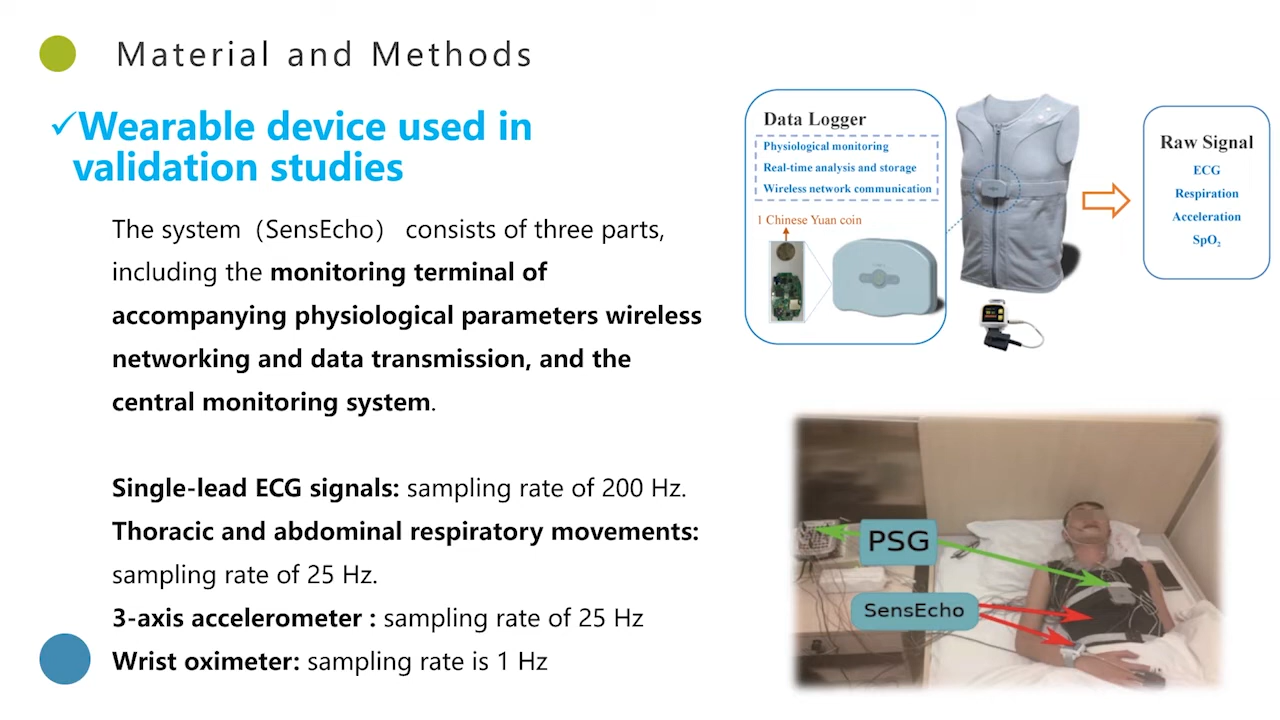 Material and Methods
✓Wearable device used in
validation studies
The system（SensEcho） consists of three parts,
including the monitoring terminal of
accompanying physiological parameters wireless
networking and data transmission, and the
central monitoring system.
Single-lead ECG signals: sampling rate of 200 Hz.
Thoracic and abdominal respiratory movements:
sampling rate of 25 Hz.
3-axis accelerometer : sampling rate of 25 Hz
Wrist oximeter: sampling rate is 1 Hz
Data Logger
Physiological monitoring
Real-time analysis and storage
Wireless network communication
1 Chinese Yuan coin
Raw Signal
ECG
Respiration
Acceleration
SpO₂
PSG
SensEcho